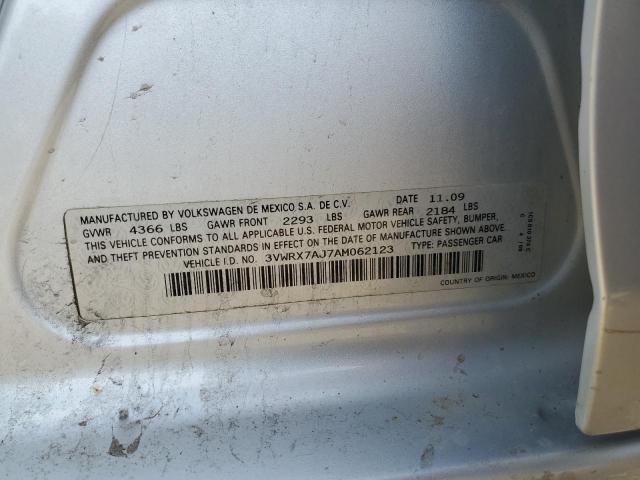 MANUFACTURED BY VOLKSWAGEN DE MEXICO S.A. DE C.V. DATE 11.09
GVWR 4366 LBS GAWR FRONT 2293 LBS GAWR REAR 2184 LBS
THIS VEHICLE CONFORMS TO ALL APPLICABLE U.S. FEDERAL MOTOR VEHICLE SAFETY, BUMPER,
AND THEFT PREVENTION STANDARDS IN EFFECT ON THE DATE OF MANUFACTURE SHOWN ABOVE.
VEHICLE I.D. NO. 3VWRX7AJ7AM062123 TYPE: PASSENGER CAR
COUNTRY OF ORIGIN: MEXICO